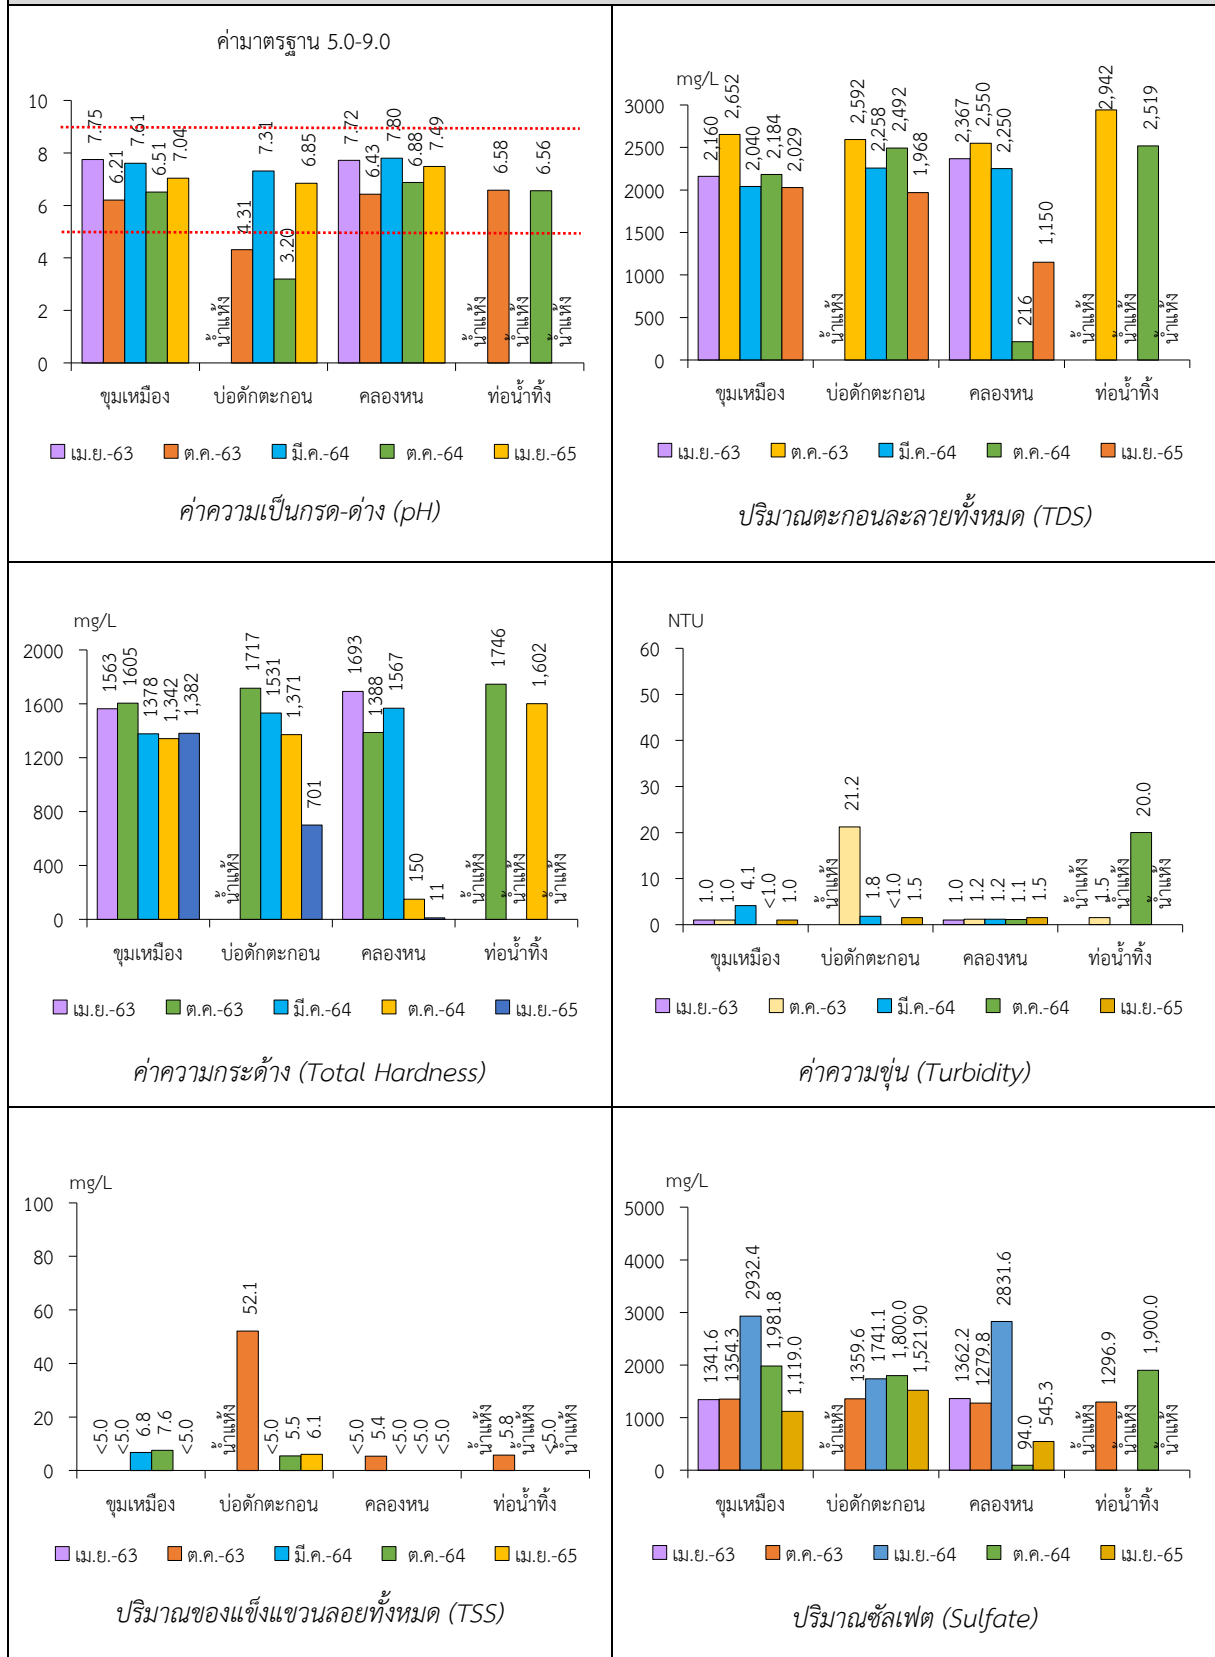 ค่ามาตรฐาน 5.0-9.0
10
8
6
4
2
0
7.75
6.21
7.61
6.51
7.04
น้ำแห้ง
4.31
7.31
3.20
6.85
7.72
6.43
7.80
6.88
7.49
น้ำแห้ง
6.58
น้ำแห้ง
6.56
น้ำแห้ง
ขุมเหมือง บ่อดักตะกอน คลองหน ท่อน้ำทิ้ง
เม.ย.-63 ต.ค.-63 มี.ค.-64 ต.ค.-64 เม.ย.-65
ค่าความเป็นกรด-ด่าง (pH)
mg/L
3000
2500
2000
1500
1000
500
0
2,160
2,652
2,040
2,184
2,029
น้ำแห้ง
2,592
2,258
2,492
1,968
2,367
2,550
2,250
216
1,150
น้ำแห้ง
2,942
น้ำแห้ง
2,519
น้ำแห้ง
ขุมเหมือง บ่อดักตะกอน คลองหน ท่อน้ำทิ้ง
เม.ย.-63 ต.ค.-63 มี.ค.-64 ต.ค.-64 เม.ย.-65
ปริมาณตะกอนละลายทั้งหมด (TDS)
mg/L
2000
1600
1200
800
400
0
1563
1605
1378
1,342
1,382
น้ำแห้ง
1717
1531
1,371
701
1693
1388
1567
150
11
น้ำแห้ง
1746
น้ำแห้ง
1,602
น้ำแห้ง
ขุมเหมือง บ่อดักตะกอน คลองหน ท่อน้ำทิ้ง
เม.ย.-63 ต.ค.-63 มี.ค.-64 ต.ค.-64 เม.ย.-65
ค่าความกระด้าง (Total Hardness)
NTU
60
50
40
30
20
10
0
1.0
1.0
4.1
<1.0
1.0
น้ำแห้ง
21.2
1.8
<1.0
1.5
1.0
1.2
1.2
1.1
1.5
น้ำแห้ง
1.5
น้ำแห้ง
20.0
น้ำแห้ง
ขุมเหมือง บ่อดักตะกอน คลองหน ท่อน้ำทิ้ง
เม.ย.-63 ต.ค.-63 มี.ค.-64 ต.ค.-64 เม.ย.-65
ค่าความขุ่น (Turbidity)
mg/L
100
80
60
40
20
0
<5.0
<5.0
6.8
7.6
<5.0
น้ำแห้ง
52.1
<5.0
5.5
6.1
<5.0
5.4
<5.0
<5.0
<5.0
น้ำแห้ง
5.8
น้ำแห้ง
<5.0
น้ำแห้ง
ขุมเหมือง บ่อดักตะกอน คลองหน ท่อน้ำทิ้ง
เม.ย.-63 ต.ค.-63 มี.ค.-64 ต.ค.-64 เม.ย.-65
ปริมาณของแข็งแขวนลอยทั้งหมด (TSS)
mg/L
5000
4000
3000
2000
1000
0
1341.6
1354.3
2932.4
1,981.8
1,119.0
น้ำแห้ง
1359.6
1741.1
1,800.0
1,521.90
1362.2
1279.8
2831.6
94.0
545.3
น้ำแห้ง
1296.9
น้ำแห้ง
1,900.0
น้ำแห้ง
ขุมเหมือง บ่อดักตะกอน คลองหน ท่อน้ำทิ้ง
เม.ย.-63 ต.ค.-63 เม.ย.-64 ต.ค.-64 เม.ย.-65
ปริมาณซัลเฟต (Sulfate)